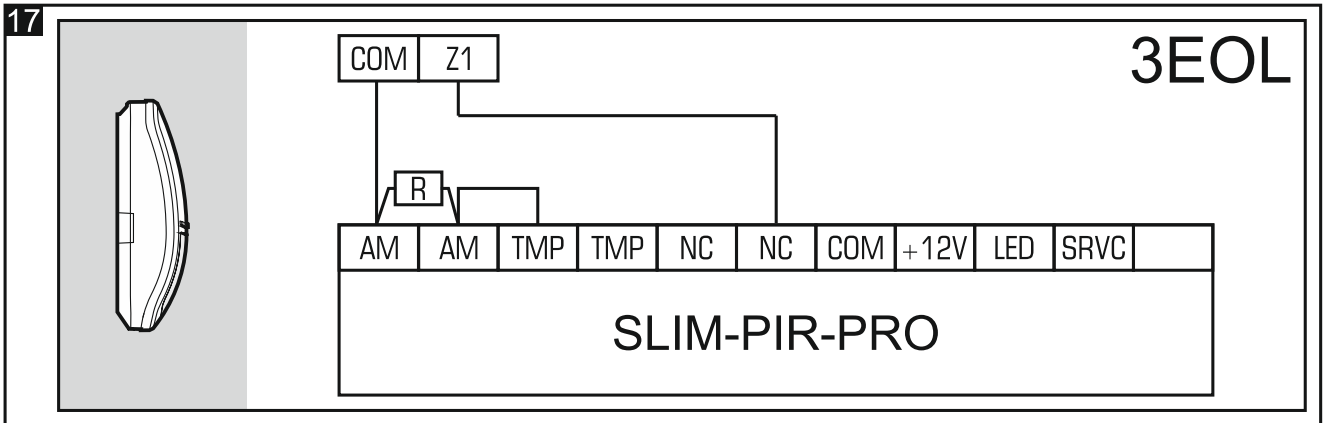 17
3EOL
COM Z1
R
AM AM TMP TMP NC NC COM +12V LED SRVC
SLIM-PIR-PRO